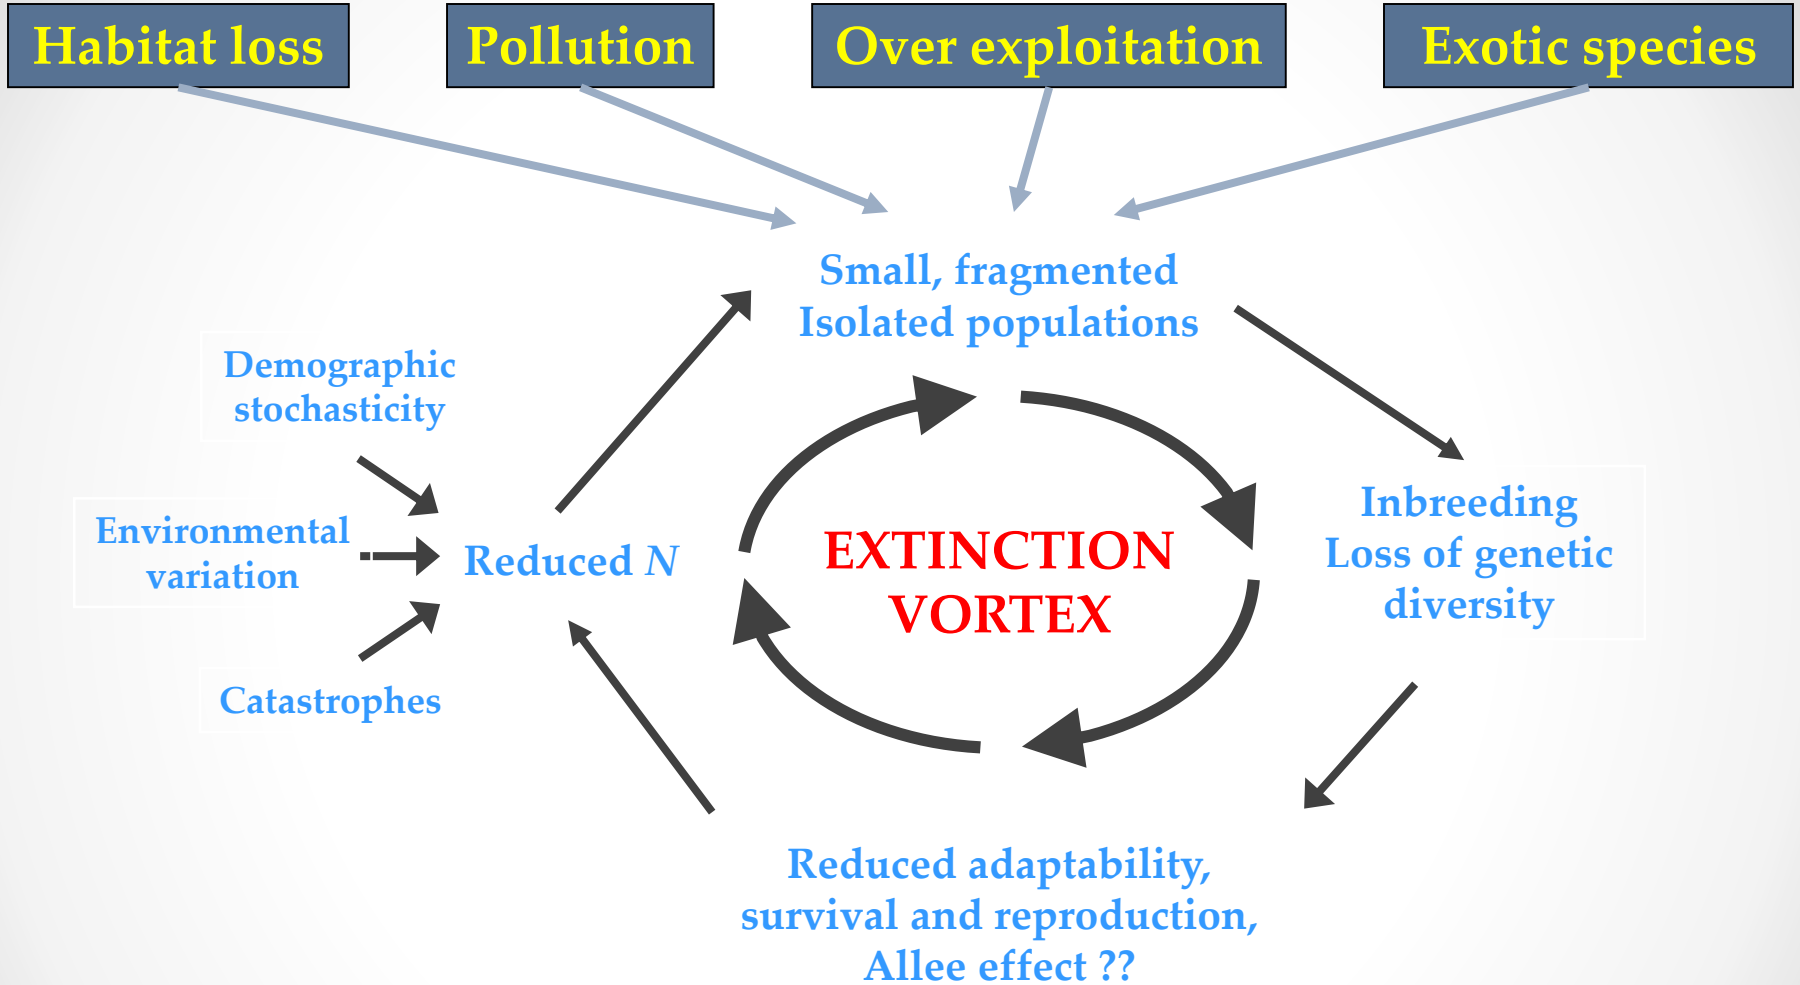 Habitat loss
Pollution
Over exploitation
Exotic species
Small, fragmented
Isolated populations
Demographic
stochasticity
Environmental
variation
Catastrophes
Reduced N
EXTINCTION
VORTEX
Inbreeding
Loss of genetic
diversity
Reduced adaptability,
survival and reproduction,
Allee effect ??